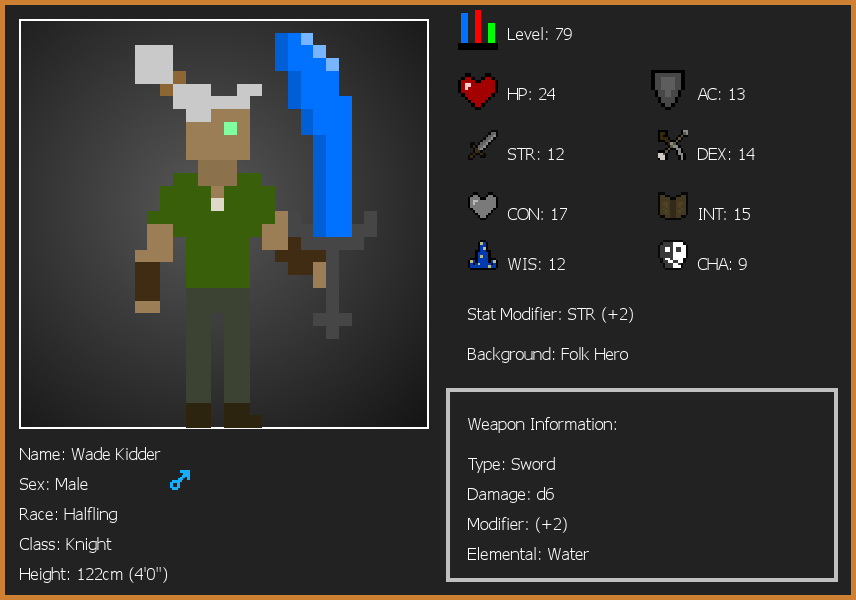 Level: 79
HP: 24
AC: 13
STR: 12
DEX: 14
CON: 17
INT: 15
WIS: 12
CHA: 9
Stat Modifier: STR (+2)
Background: Folk Hero
Weapon Information:
Type: Sword
Damage: d6
Modifier: (+2)
Elemental: Water
Name: Wade Kidder
Sex: Male
Race: Halfling
Class: Knight
Height: 122cm (4'0")